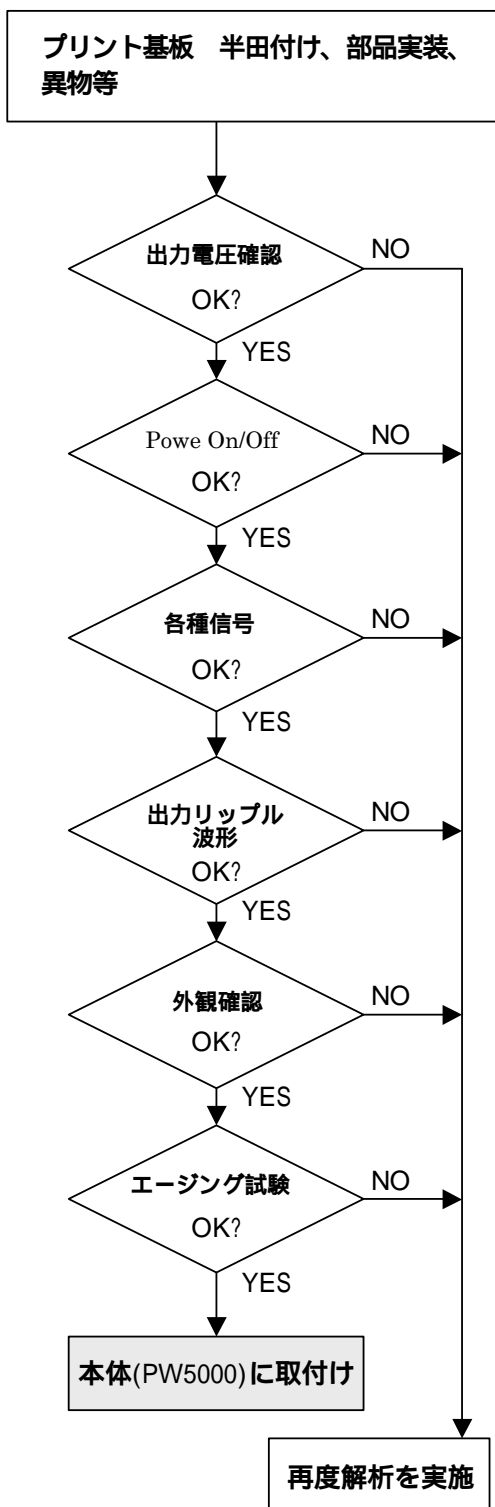 プリント基板　半田付け、部品実装、
異物等
出力電圧確認
OK?
NO
YES
Powe On/Off
OK?
NO
YES
各種信号
OK?
NO
YES
出力リップル
波形
OK?
NO
YES
外観確認
OK?
NO
YES
エージング試験
OK?
NO
YES
本体(PW5000)に取付け
再度解析を実施